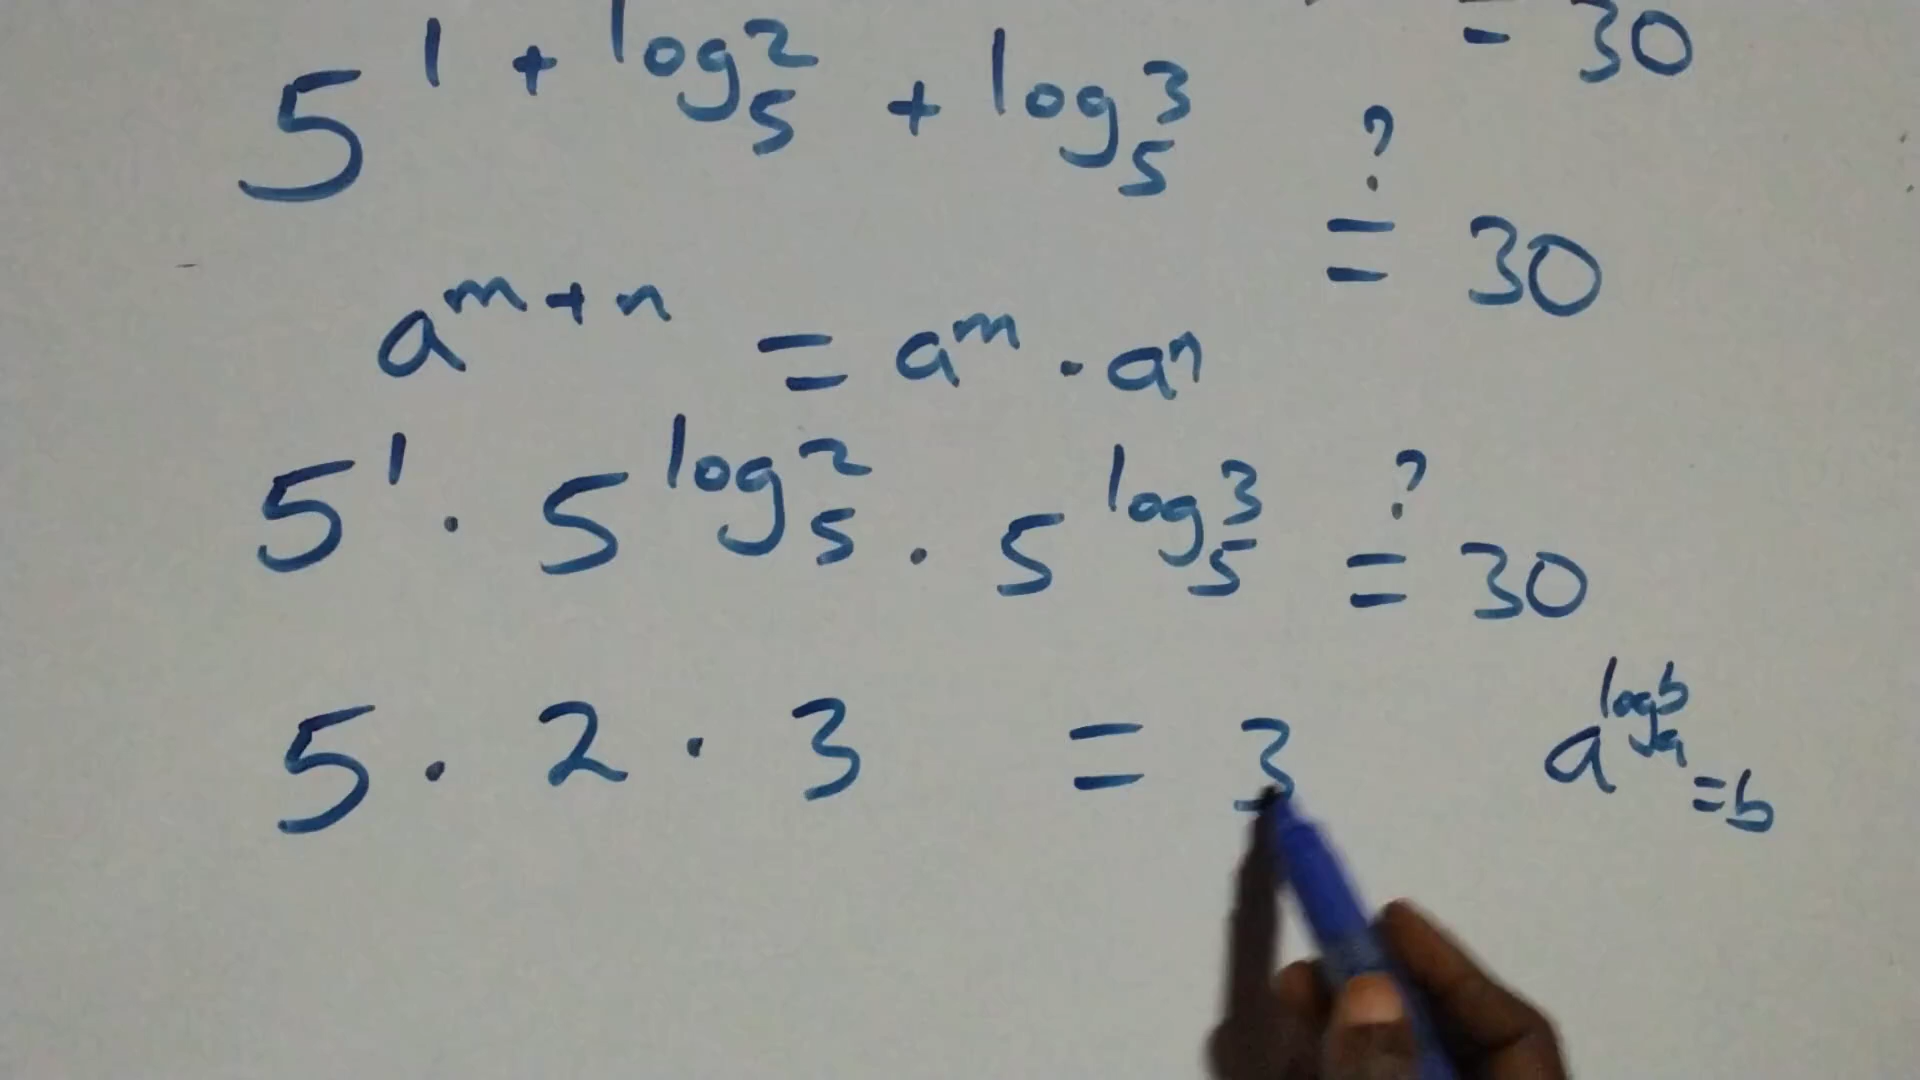 = 30
5^{1 + log_5 2 + log_5 3} ?= 30
a^{m+n} = a^m · a^n
5^1 · 5^{log_5 2} · 5^{log_5 3} ?= 30
5 · 2 · 3 = 3
a^{log_a b} = b